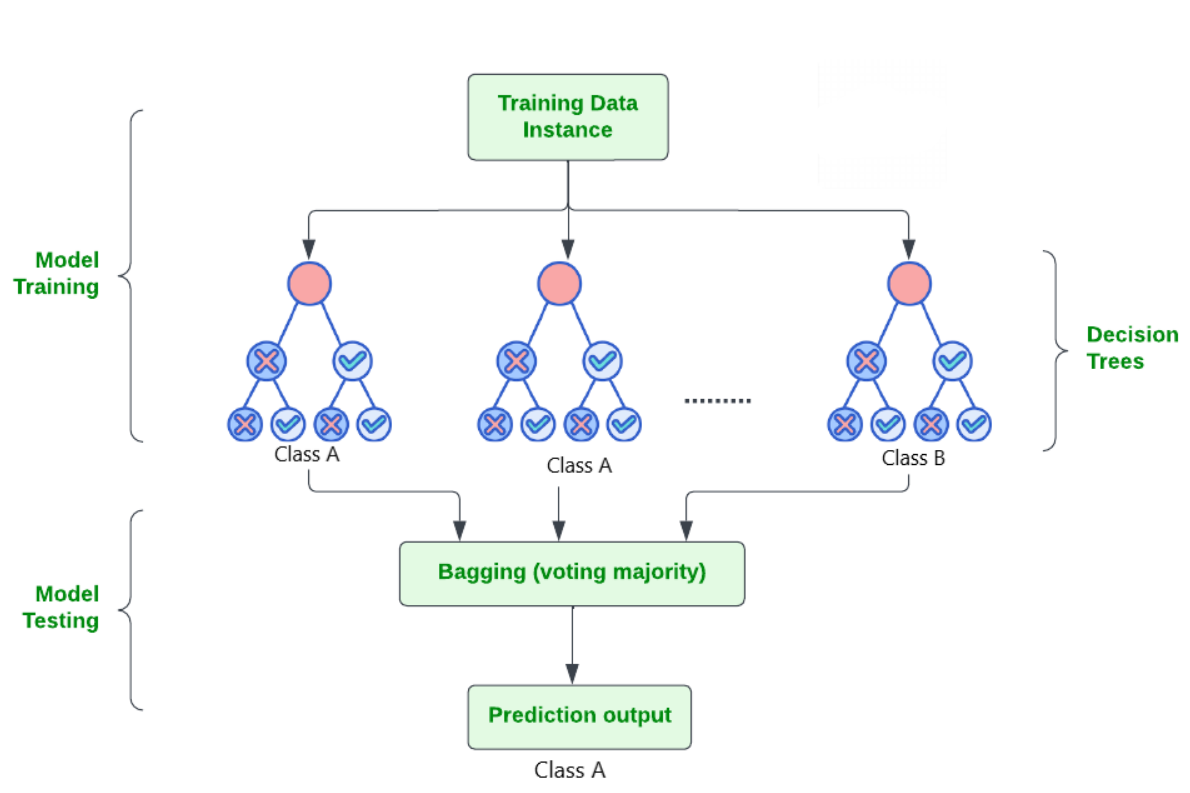 Training Data
Instance
Model
Training
Decision
Trees
.........
Class A
Class A
Class B
Bagging (voting majority)
Model
Testing
Prediction output
Class A